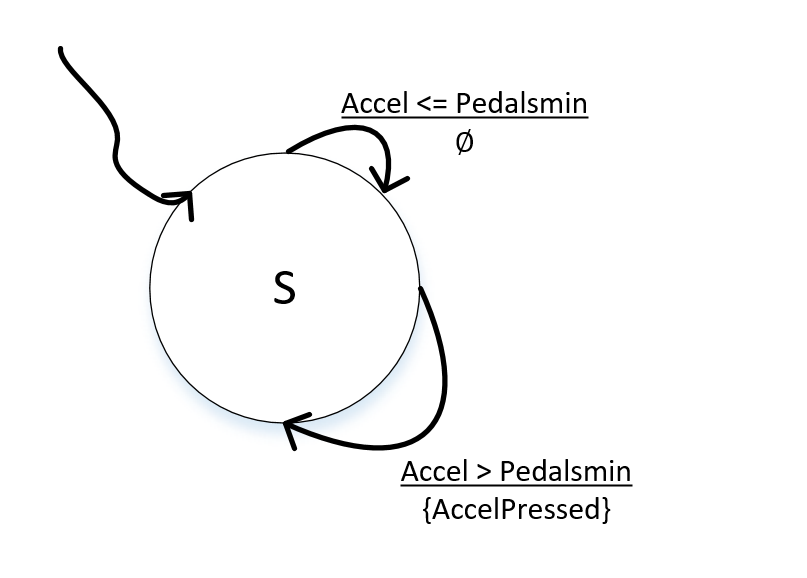 Accel <= Pedalsmin
Ø
S
Accel > Pedalsmin
{AccelPressed}